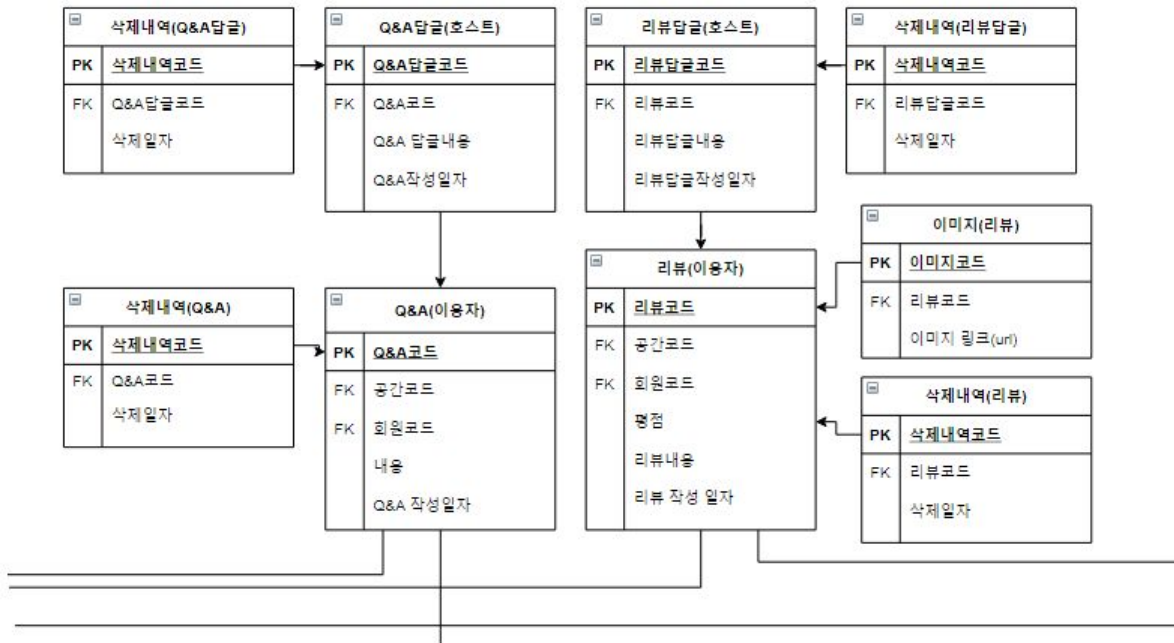 삭제내역(Q&A답글)
PK 삭제내역코드
FK Q&A답글코드
삭제일자
Q&A답글(호스트)
PK Q&A답글코드
FK Q&A코드
Q&A 답글내용
Q&A작성일자
리뷰답글(호스트)
PK 리뷰답글코드
FK 리뷰코드
리뷰답글내용
리뷰답글작성일자
삭제내역(리뷰답글)
PK 삭제내역코드
FK 리뷰답글코드
삭제일자
삭제내역(Q&A)
PK 삭제내역코드
FK Q&A코드
삭제일자
Q&A(이용자)
PK Q&A코드
FK 공간코드
FK 회원코드
내용
Q&A 작성일자
리뷰(이용자)
PK 리뷰코드
FK 공간코드
FK 회원코드
평점
리뷰내용
리뷰 작성 일자
이미지(리뷰)
PK 이미지코드
FK 리뷰코드
이미지 링크(url)
삭제내역(리뷰)
PK 삭제내역코드
FK 리뷰코드
삭제일자